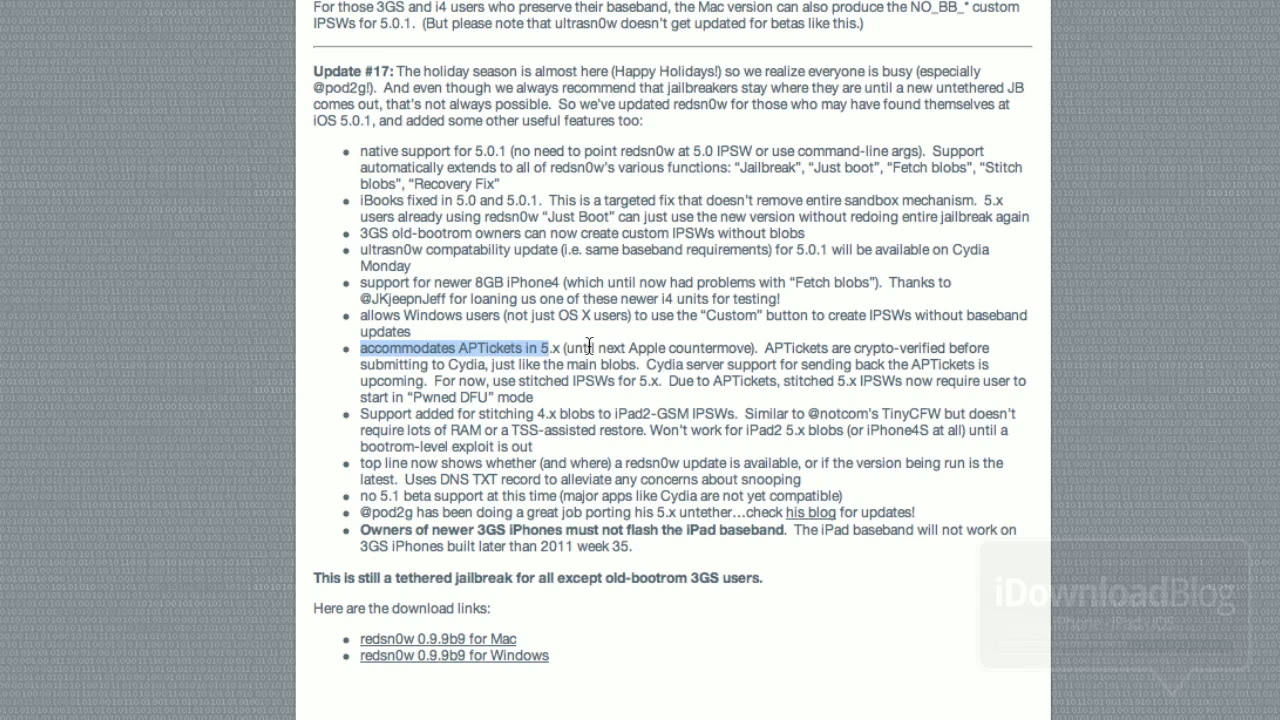 For those 3GS and i4 users who preserve their baseband, the Mac version can also produce the NO_BB_* custom
IPSWs for 5.0.1.  (But please note that ultrasn0w doesn't get updated for betas like this.)
Update #17: The holiday season is almost here (Happy Holidays!) so we realize everyone is busy (especially
@pod2g!).  And even though we always recommend that jailbreakers stay where they are until a new untethered JB
comes out, that's not always possible.  So we've updated redsn0w for those who may have found themselves at
iOS 5.0.1, and added some other useful features too:
• native support for 5.0.1 (no need to point redsn0w at 5.0 IPSW or use command-line args).  Support
automatically extends to all of redsn0w's various functions: “Jailbreak”, “Just boot”, “Fetch blobs”, “Stitch
blobs”, “Recovery Fix”
• iBooks fixed in 5.0 and 5.0.1.  This is a targeted fix that doesn't remove entire sandbox mechanism.  5.x
users already using redsn0w “Just Boot” can just use the new version without redoing entire jailbreak again
• 3GS old-bootrom owners can now create custom IPSWs without blobs
• ultrasn0w compatability update (i.e. same baseband requirements) for 5.0.1 will be available on Cydia
Monday
• support for newer 8GB iPhone4 (which until now had problems with “Fetch blobs”).  Thanks to
@JKjeepnJeff for loaning us one of these newer i4 units for testing!
• allows Windows users (not just OS X users) to use the “Custom” button to create IPSWs without baseband
updates
• accommodates APTickets in 5.x (until next Apple countermove).  APTickets are crypto-verified before
submitting to Cydia, just like the main blobs.  Cydia server support for sending back the APTickets is
upcoming.  For now, use stitched IPSWs for 5.x.  Due to APTickets, stitched 5.x IPSWs now require user to
start in “Pwned DFU” mode
• Support added for stitching 4.x blobs to iPad2-GSM IPSWs.  Similar to @notcom's TinyCFW but doesn't
require lots of RAM or a TSS-assisted restore. Won't work for iPad2 5.x blobs (or iPhone4S at all) until a
bootrom-level exploit is out
• top line now shows whether (and where) a redsn0w update is available, or if the version being run is the
latest.  Uses DNS TXT record to alleviate any concerns about snooping
• no 5.1 beta support at this time (major apps like Cydia are not yet compatible)
• @pod2g has been doing a great job porting his 5.x untether…check his blog for updates!
• Owners of newer 3GS iPhones must not flash the iPad baseband.  The iPad baseband will not work on
3GS iPhones built later than 2011 week 35.
This is still a tethered jailbreak for all except old-bootrom 3GS users.
Here are the download links:
• redsn0w 0.9.9b9 for Mac
• redsn0w 0.9.9b9 for Windows
iDownloadBlog
iPhone, iPad, iOS